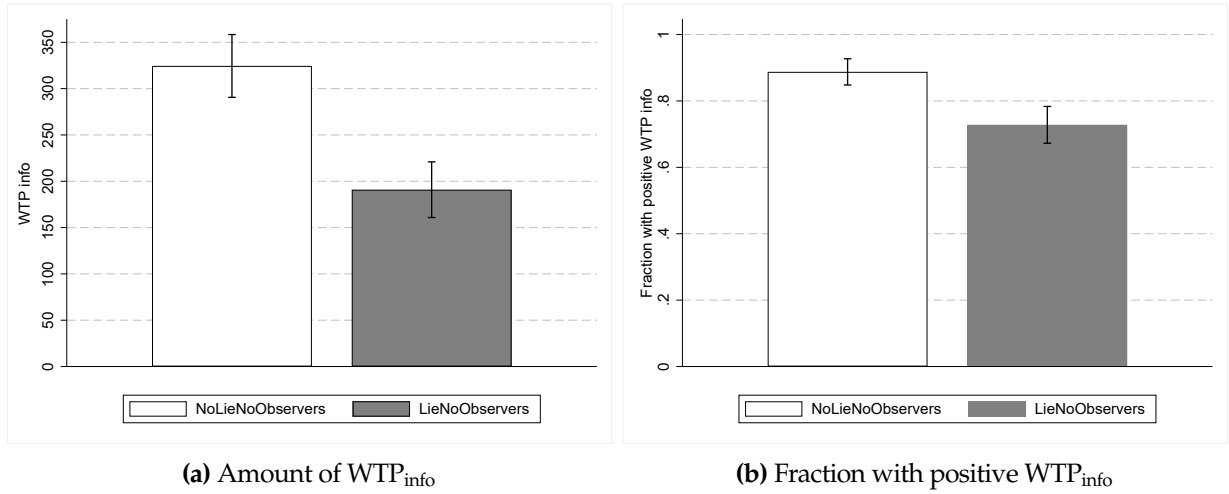 WTP info
350
300
250
200
150
100
50
0
NoLieNoObservers LieNoObservers
(a) Amount of WTPinfo
Fraction with positive WTP info
1
.8
.6
.4
.2
0
NoLieNoObservers LieNoObservers
(b) Fraction with positive WTPinfo